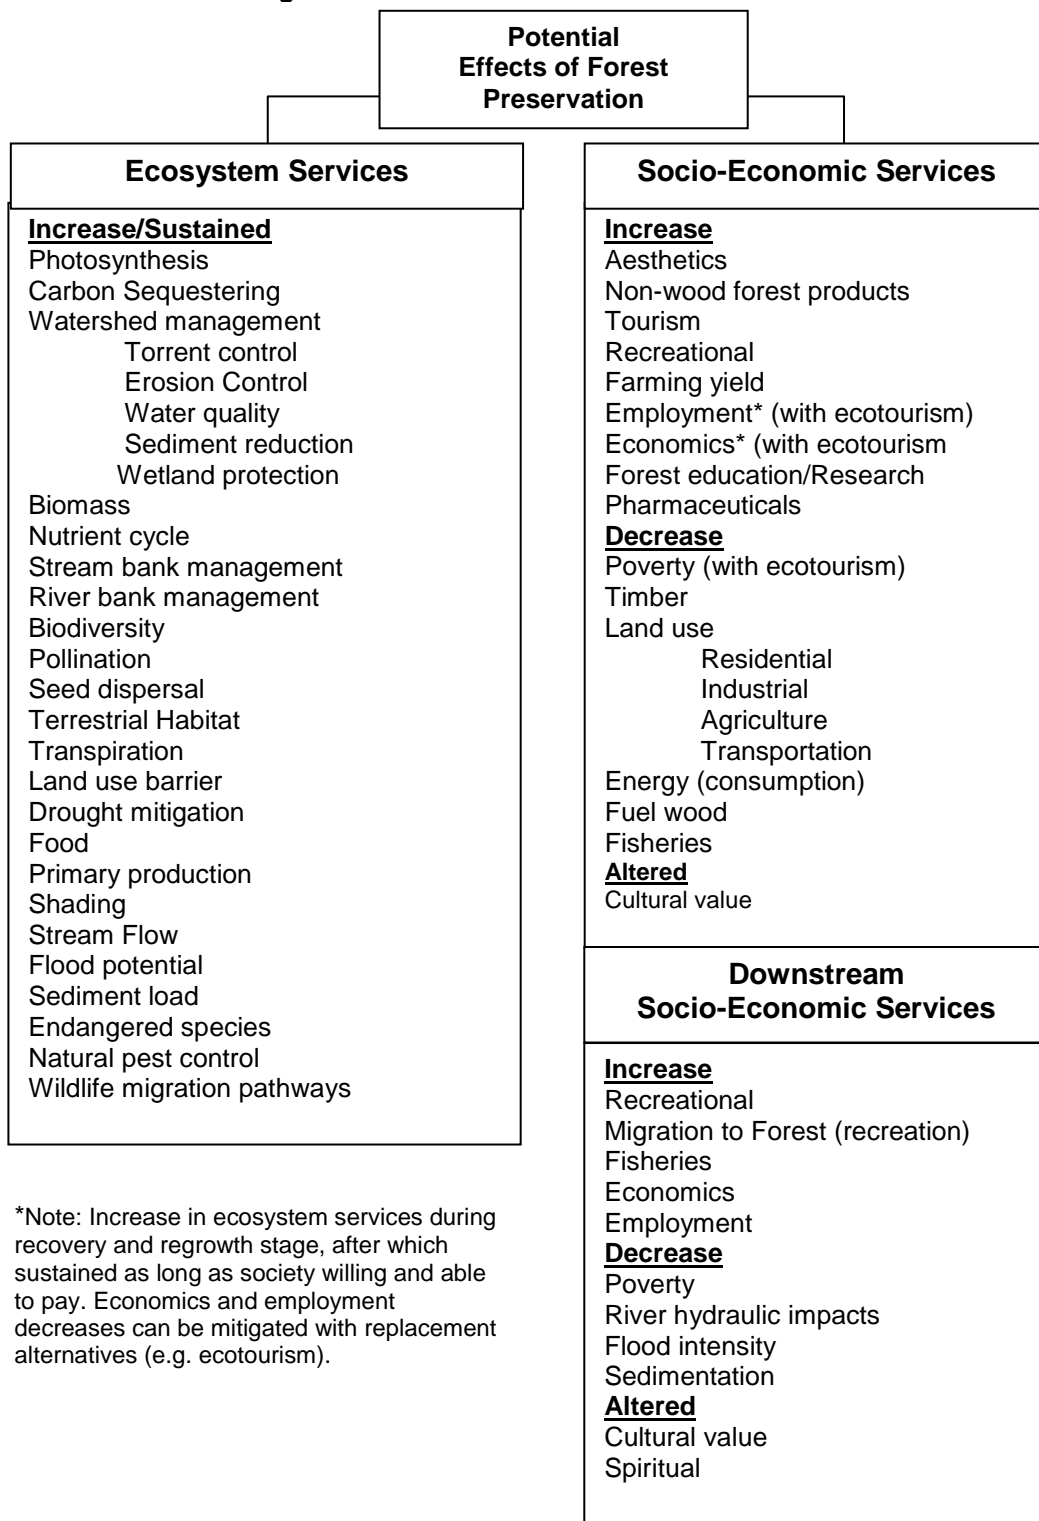 Potential
Effects of Forest
Preservation
Ecosystem Services
Increase/Sustained
Photosynthesis
Carbon Sequestering
Watershed management
Torrent control
Erosion Control
Water quality
Sediment reduction
Wetland protection
Biomass
Nutrient cycle
Stream bank management
River bank management
Biodiversity
Pollination
Seed dispersal
Terrestrial Habitat
Transpiration
Land use barrier
Drought mitigation
Food
Primary production
Shading
Stream Flow
Flood potential
Sediment load
Endangered species
Natural pest control
Wildlife migration pathways
*Note: Increase in ecosystem services during
recovery and regrowth stage, after which
sustained as long as society willing and able
to pay. Economics and employment
decreases can be mitigated with replacement
alternatives (e.g. ecotourism).
Socio-Economic Services
Increase
Aesthetics
Non-wood forest products
Tourism
Recreational
Farming yield
Employment* (with ecotourism)
Economics* (with ecotourism
Forest education/Research
Pharmaceuticals
Decrease
Poverty (with ecotourism)
Timber
Land use
Residential
Industrial
Agriculture
Transportation
Energy (consumption)
Fuel wood
Fisheries
Altered
Cultural value
Downstream
Socio-Economic Services
Increase
Recreational
Migration to Forest (recreation)
Fisheries
Economics
Employment
Decrease
Poverty
River hydraulic impacts
Flood intensity
Sedimentation
Altered
Cultural value
Spiritual